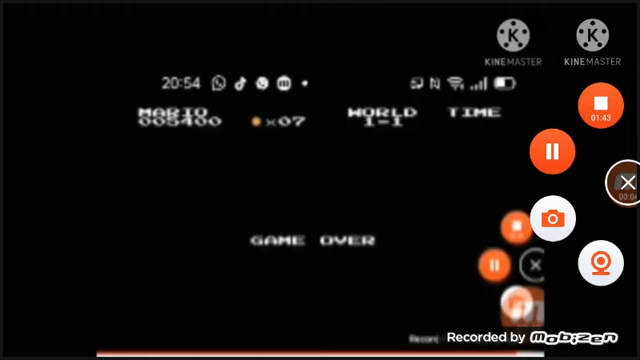 KINEMASTER KINEMASTER
20:54
MARIO WORLD TIME
005400 ×07 1-1
01:43
GAME OVER
Recorded by mobizen